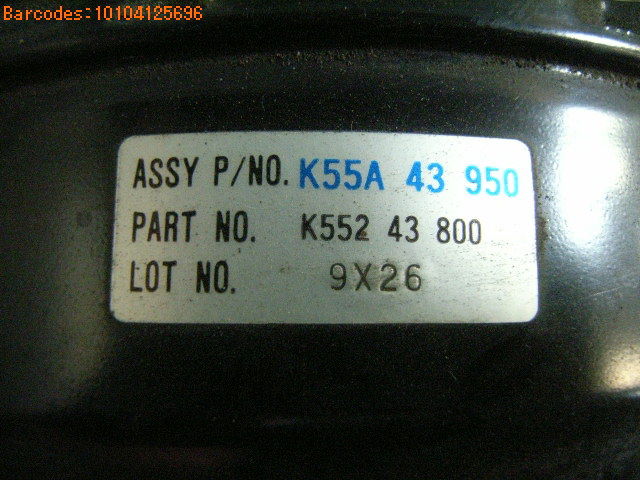 Barcodes:10104125696
ASSY P/NO. K55A 43 950
PART NO. K552 43 800
LOT NO. 9X26